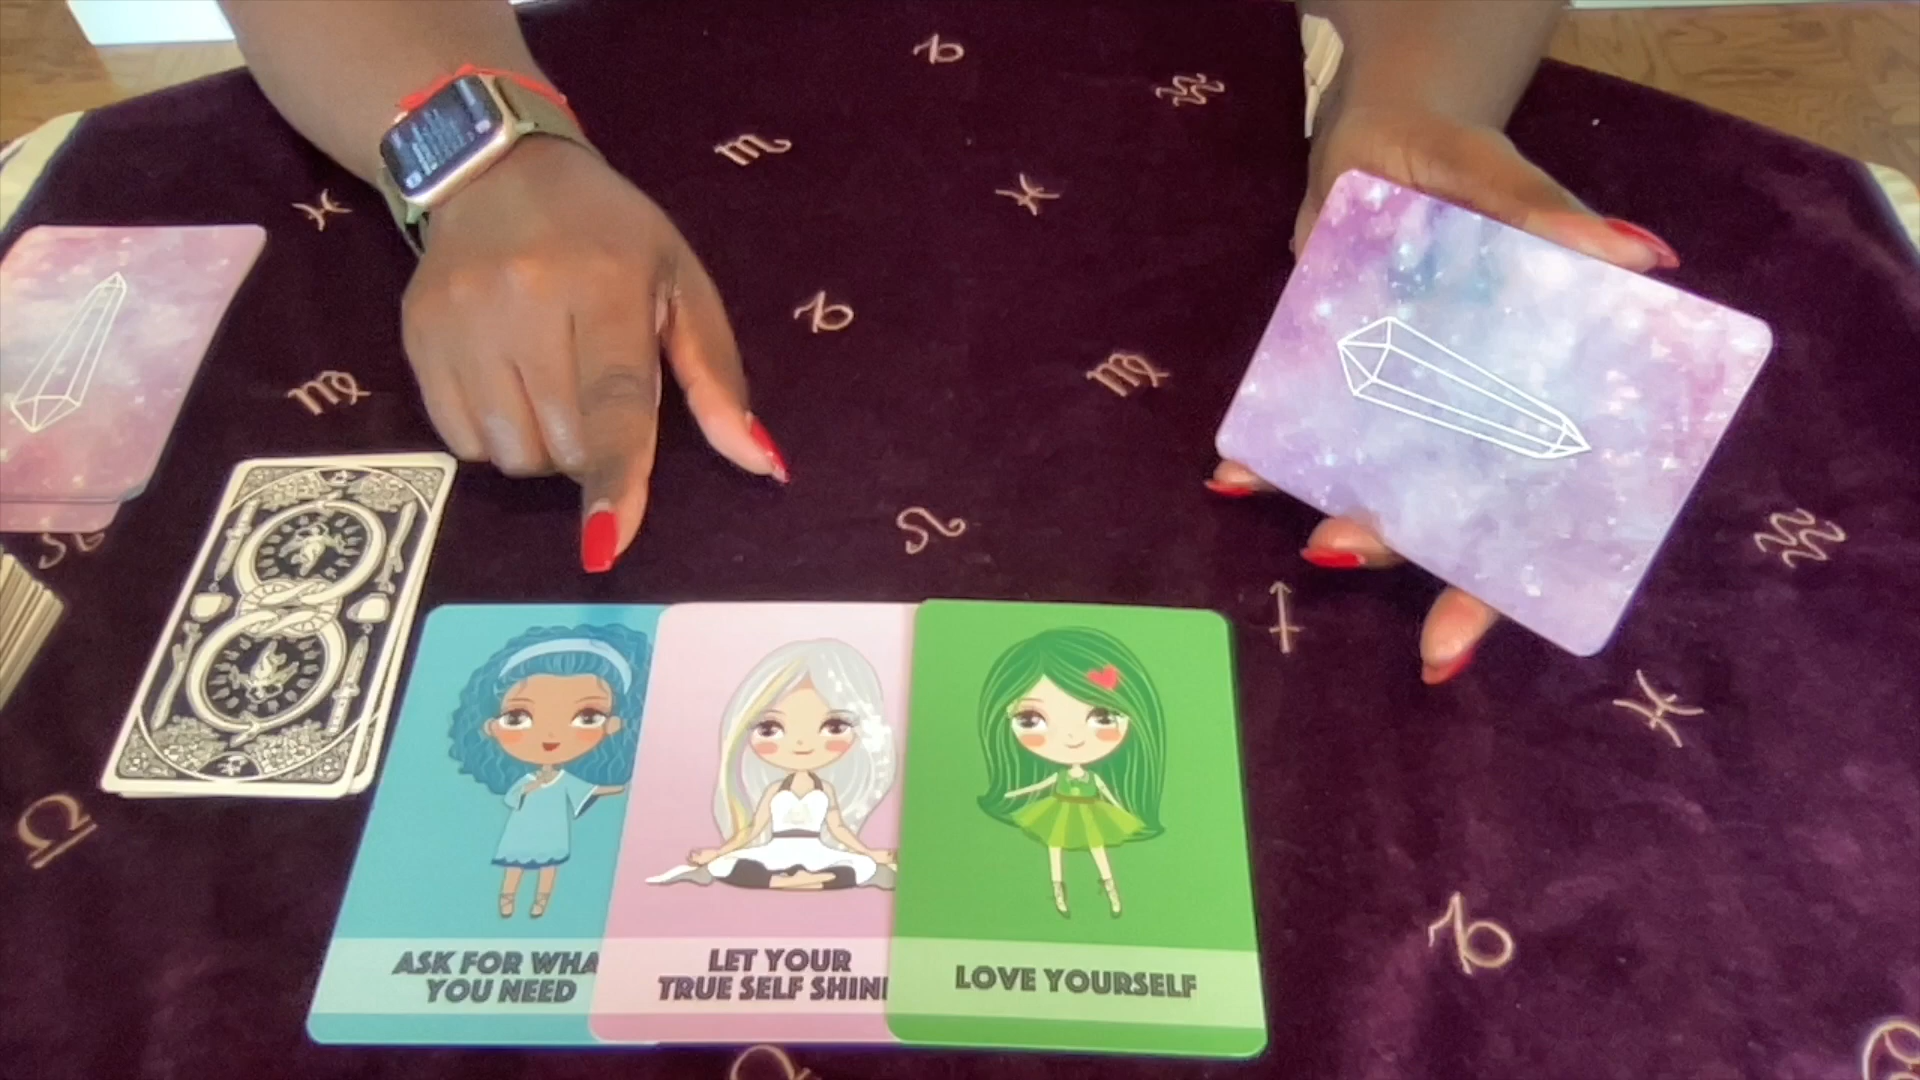 ASK FOR WHA
YOU NEED
LET YOUR
TRUE SELF SHIN
LOVE YOURSELF